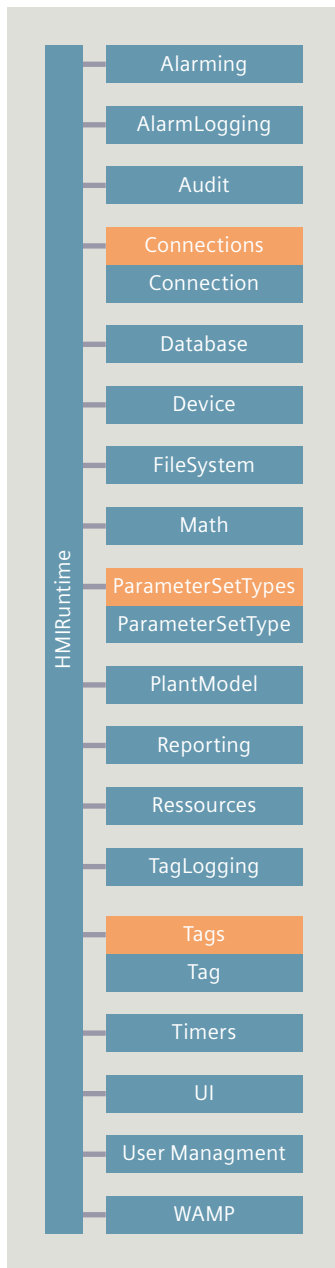 HMIRuntime
Alarming
AlarmLogging
Audit
Connections
Connection
Database
Device
FileSystem
Math
ParameterSetTypes
ParameterSetType
PlantModel
Reporting
Ressources
TagLogging
Tags
Tag
Timers
UI
User Managment
WAMP